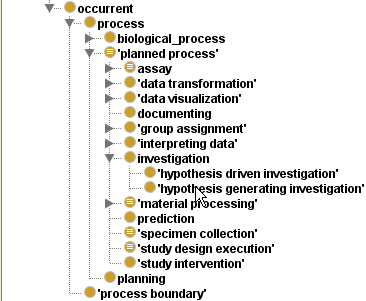 occurrent
process
biological_process
'planned process'
assay
'data transformation'
'data visualization'
documenting
'group assignment'
'interpreting data'
investigation
'hypothesis driven investigation'
'hypothesis generating investigation'
'material processing'
prediction
'specimen collection'
'study design execution'
'study intervention'
planning
'process boundary'